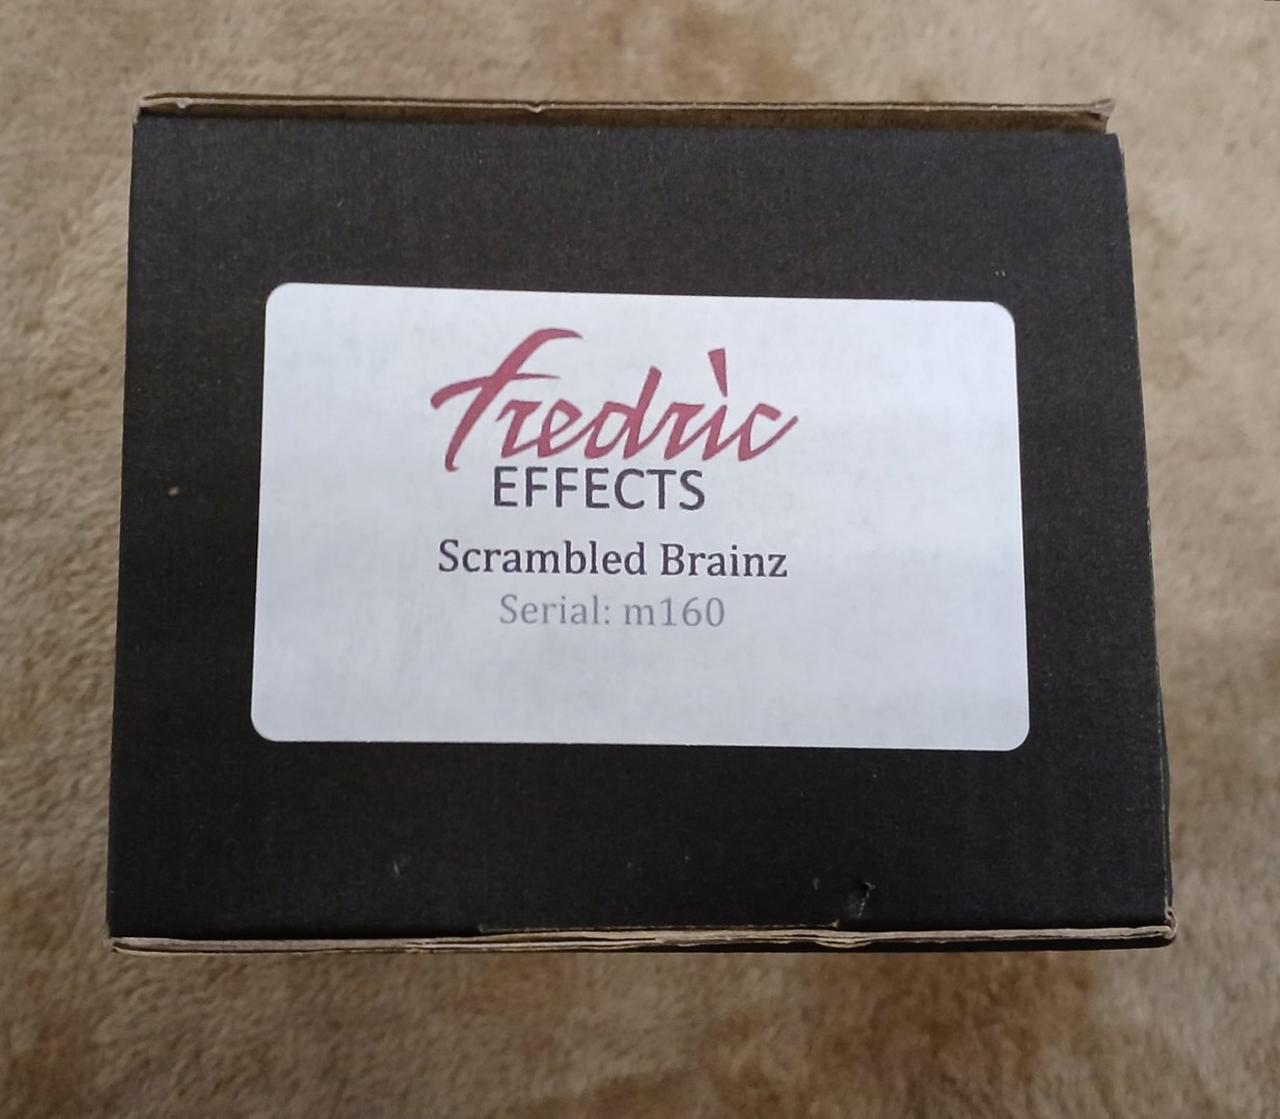 fredric
EFFECTS
Scrambled Brainz
Serial: m160